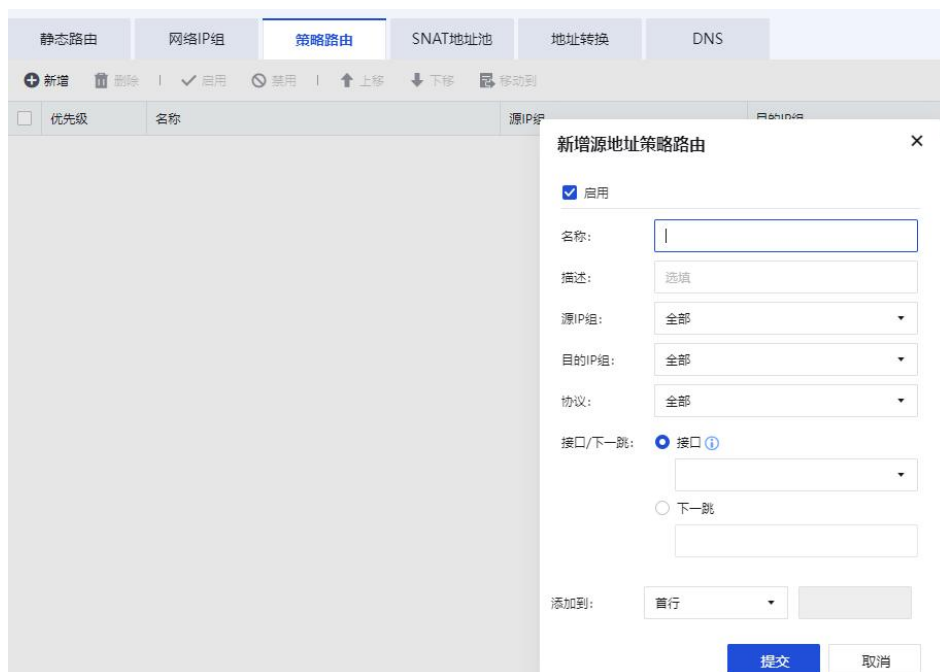 静态路由 网络IP组 策略路由 SNAT地址池 地址转换 DNS
新增 删除 启用 禁用 上移 下移 移动到
优先级 名称 源IP组 目的IP组
新增源地址策略路由
启用
名称:
描述: 选填
源IP组: 全部
目的IP组: 全部
协议: 全部
接口/下一跳: 接口
下一跳
添加到: 首行
提交 取消